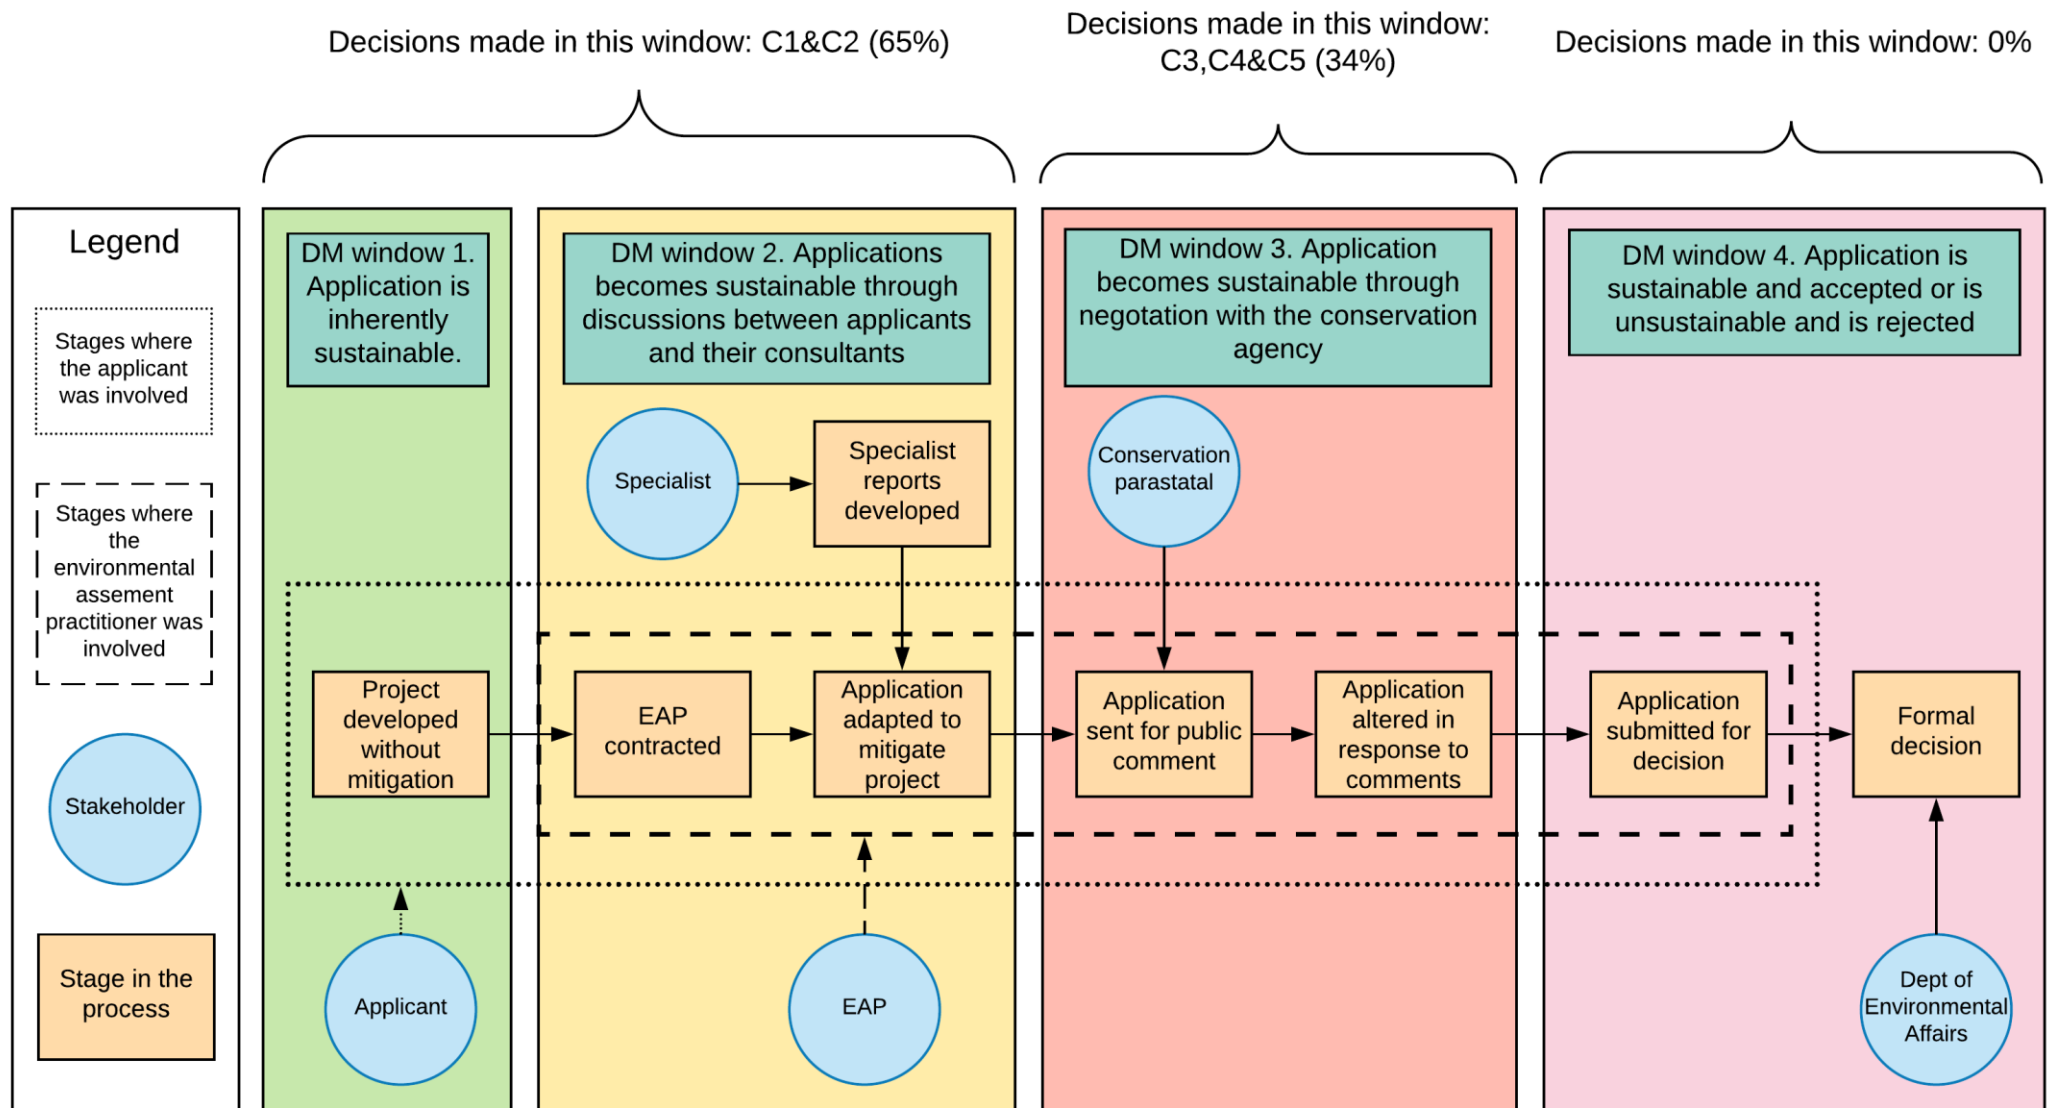 Decisions made in this window: C1&C2 (65%)
Decisions made in this window:
C3,C4&C5 (34%)
Decisions made in this window: 0%
Legend
Stages where
the applicant
was involved
Stages where
the
environmental
assement
practitioner was
involved
Stakeholder
Stage in the
process
DM window 1.
Application is
inherently
sustainable.
DM window 2. Applications
becomes sustainable through
discussions between applicants
and their consultants
DM window 3. Application
becomes sustainable through
negotation with the conservation
agency
DM window 4. Application is
sustainable and accepted or is
unsustainable and is rejected
Specialist
Specialist
reports
developed
Conservation
parastatal
Project
developed
without
mitigation
EAP
contracted
Application
adapted to
mitigate
project
Application
sent for public
comment
Application
altered in
response to
comments
Application
submitted for
decision
Formal
decision
Applicant
EAP
Dept of
Environmental
Affairs